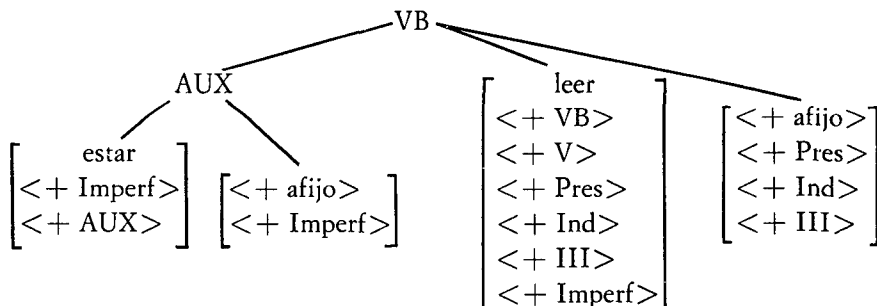 VB
AUX
estar
<+ Imperf>
<+ AUX>
<+ afijo>
<+ Imperf>
leer
<+ VB>
<+ V>
<+ Pres>
<+ Ind>
<+ III>
<+ Imperf>
<+ afijo>
<+ Pres>
<+ Ind>
<+ III>